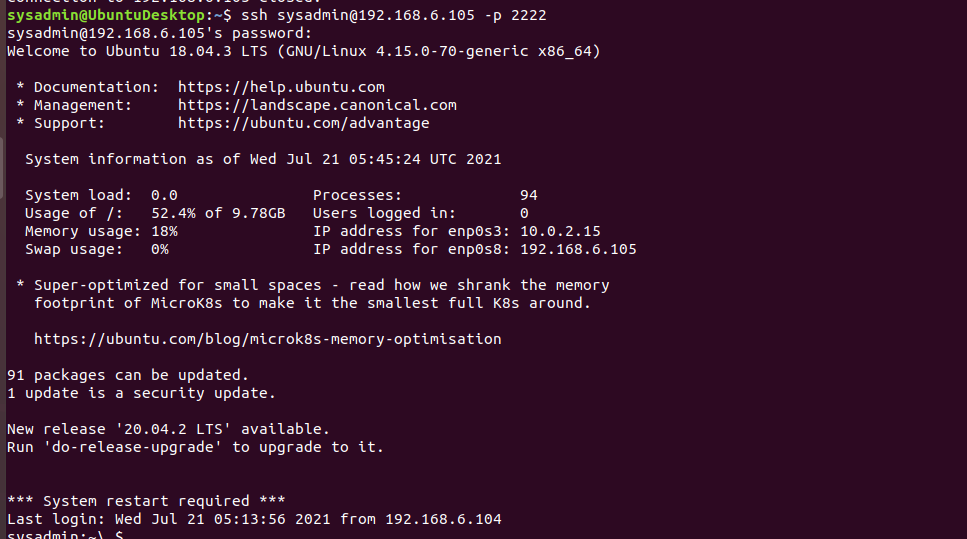 Connection to 192.168.6.105 closed.
sysadmin@UbuntuDesktop:~$ ssh sysadmin@192.168.6.105 -p 2222
sysadmin@192.168.6.105's password:
Welcome to Ubuntu 18.04.3 LTS (GNU/Linux 4.15.0-70-generic x86_64)
* Documentation:  https://help.ubuntu.com
* Management:     https://landscape.canonical.com
* Support:        https://ubuntu.com/advantage
System information as of Wed Jul 21 05:45:24 UTC 2021
System load:  0.0               Processes:             94
Usage of /:   52.4% of 9.78GB   Users logged in:       0
Memory usage: 18%               IP address for enp0s3: 10.0.2.15
Swap usage:   0%                IP address for enp0s8: 192.168.6.105
* Super-optimized for small spaces - read how we shrank the memory
footprint of MicroK8s to make it the smallest full K8s around.
https://ubuntu.com/blog/microk8s-memory-optimisation
91 packages can be updated.
1 update is a security update.
New release '20.04.2 LTS' available.
Run 'do-release-upgrade' to upgrade to it.
*** System restart required ***
Last login: Wed Jul 21 05:13:56 2021 from 192.168.6.104
sysadmin:~\ $